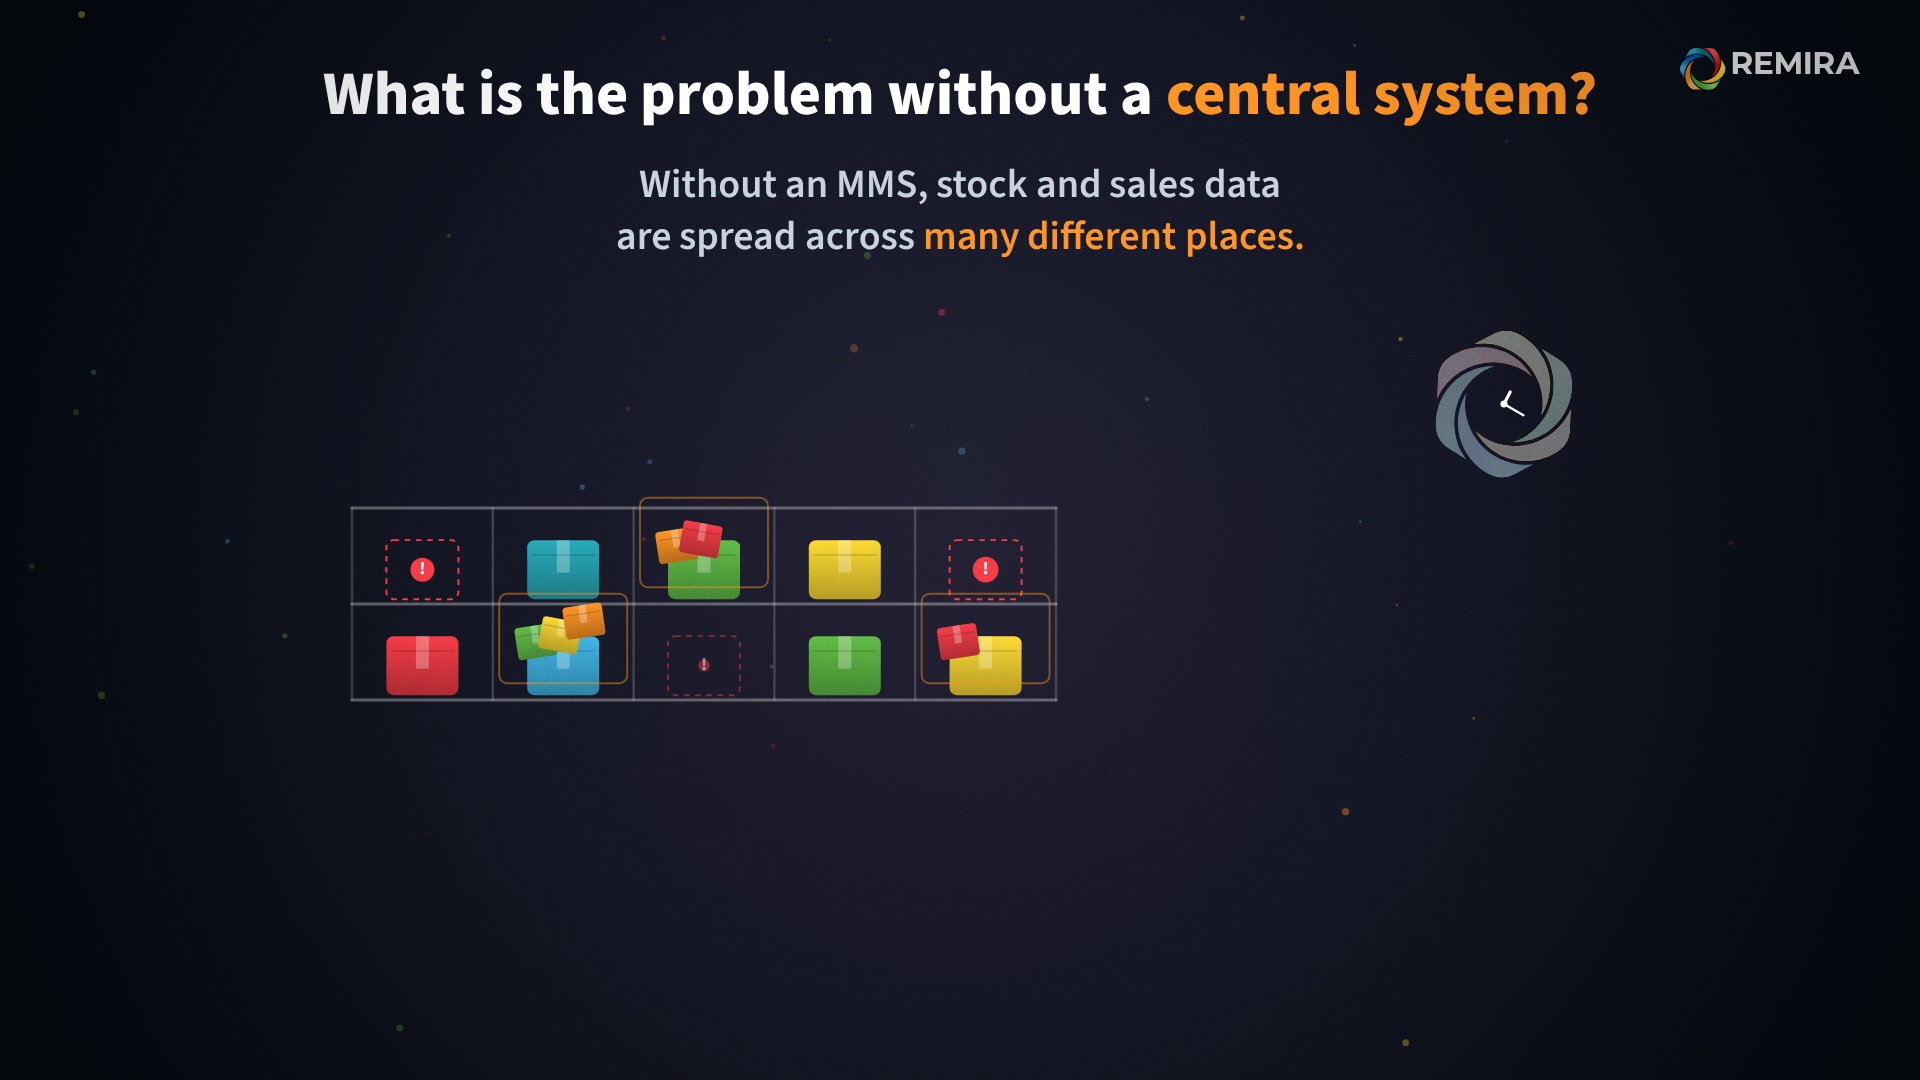 What is the problem without a central system?
REMIRA
Without an MMS, stock and sales data
are spread across many different places.
!
!
!